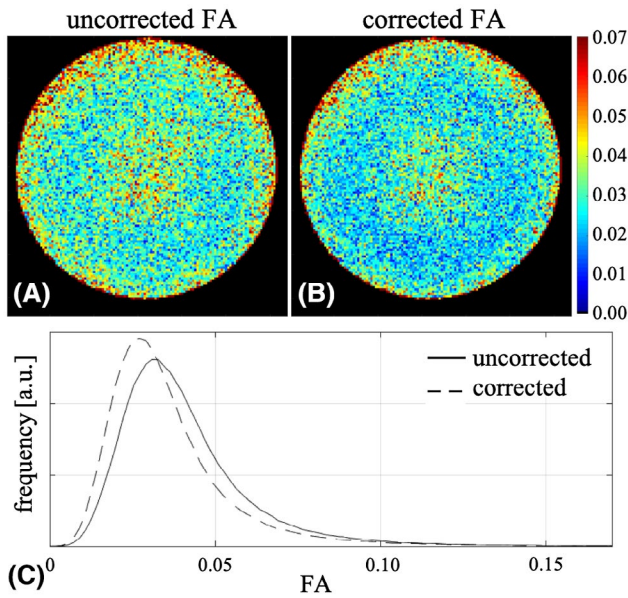 uncorrected FA
corrected FA
(A)
(B)
0.07
0.06
0.05
0.04
0.03
0.02
0.01
0.00
frequency [a.u.]
uncorrected
corrected
(C)
0
0.05
0.10
0.15
FA